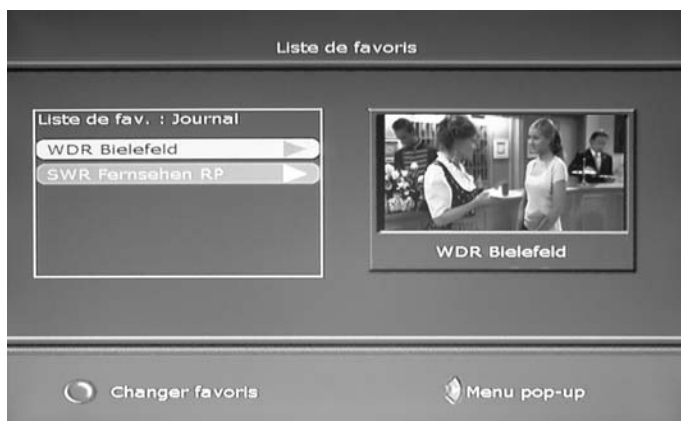 Liste de favoris
Liste de fav. : Journal
WDR Bielefeld
SWR Fernsehen RP
WDR Bielefeld
Changer favoris
Menu pop-up